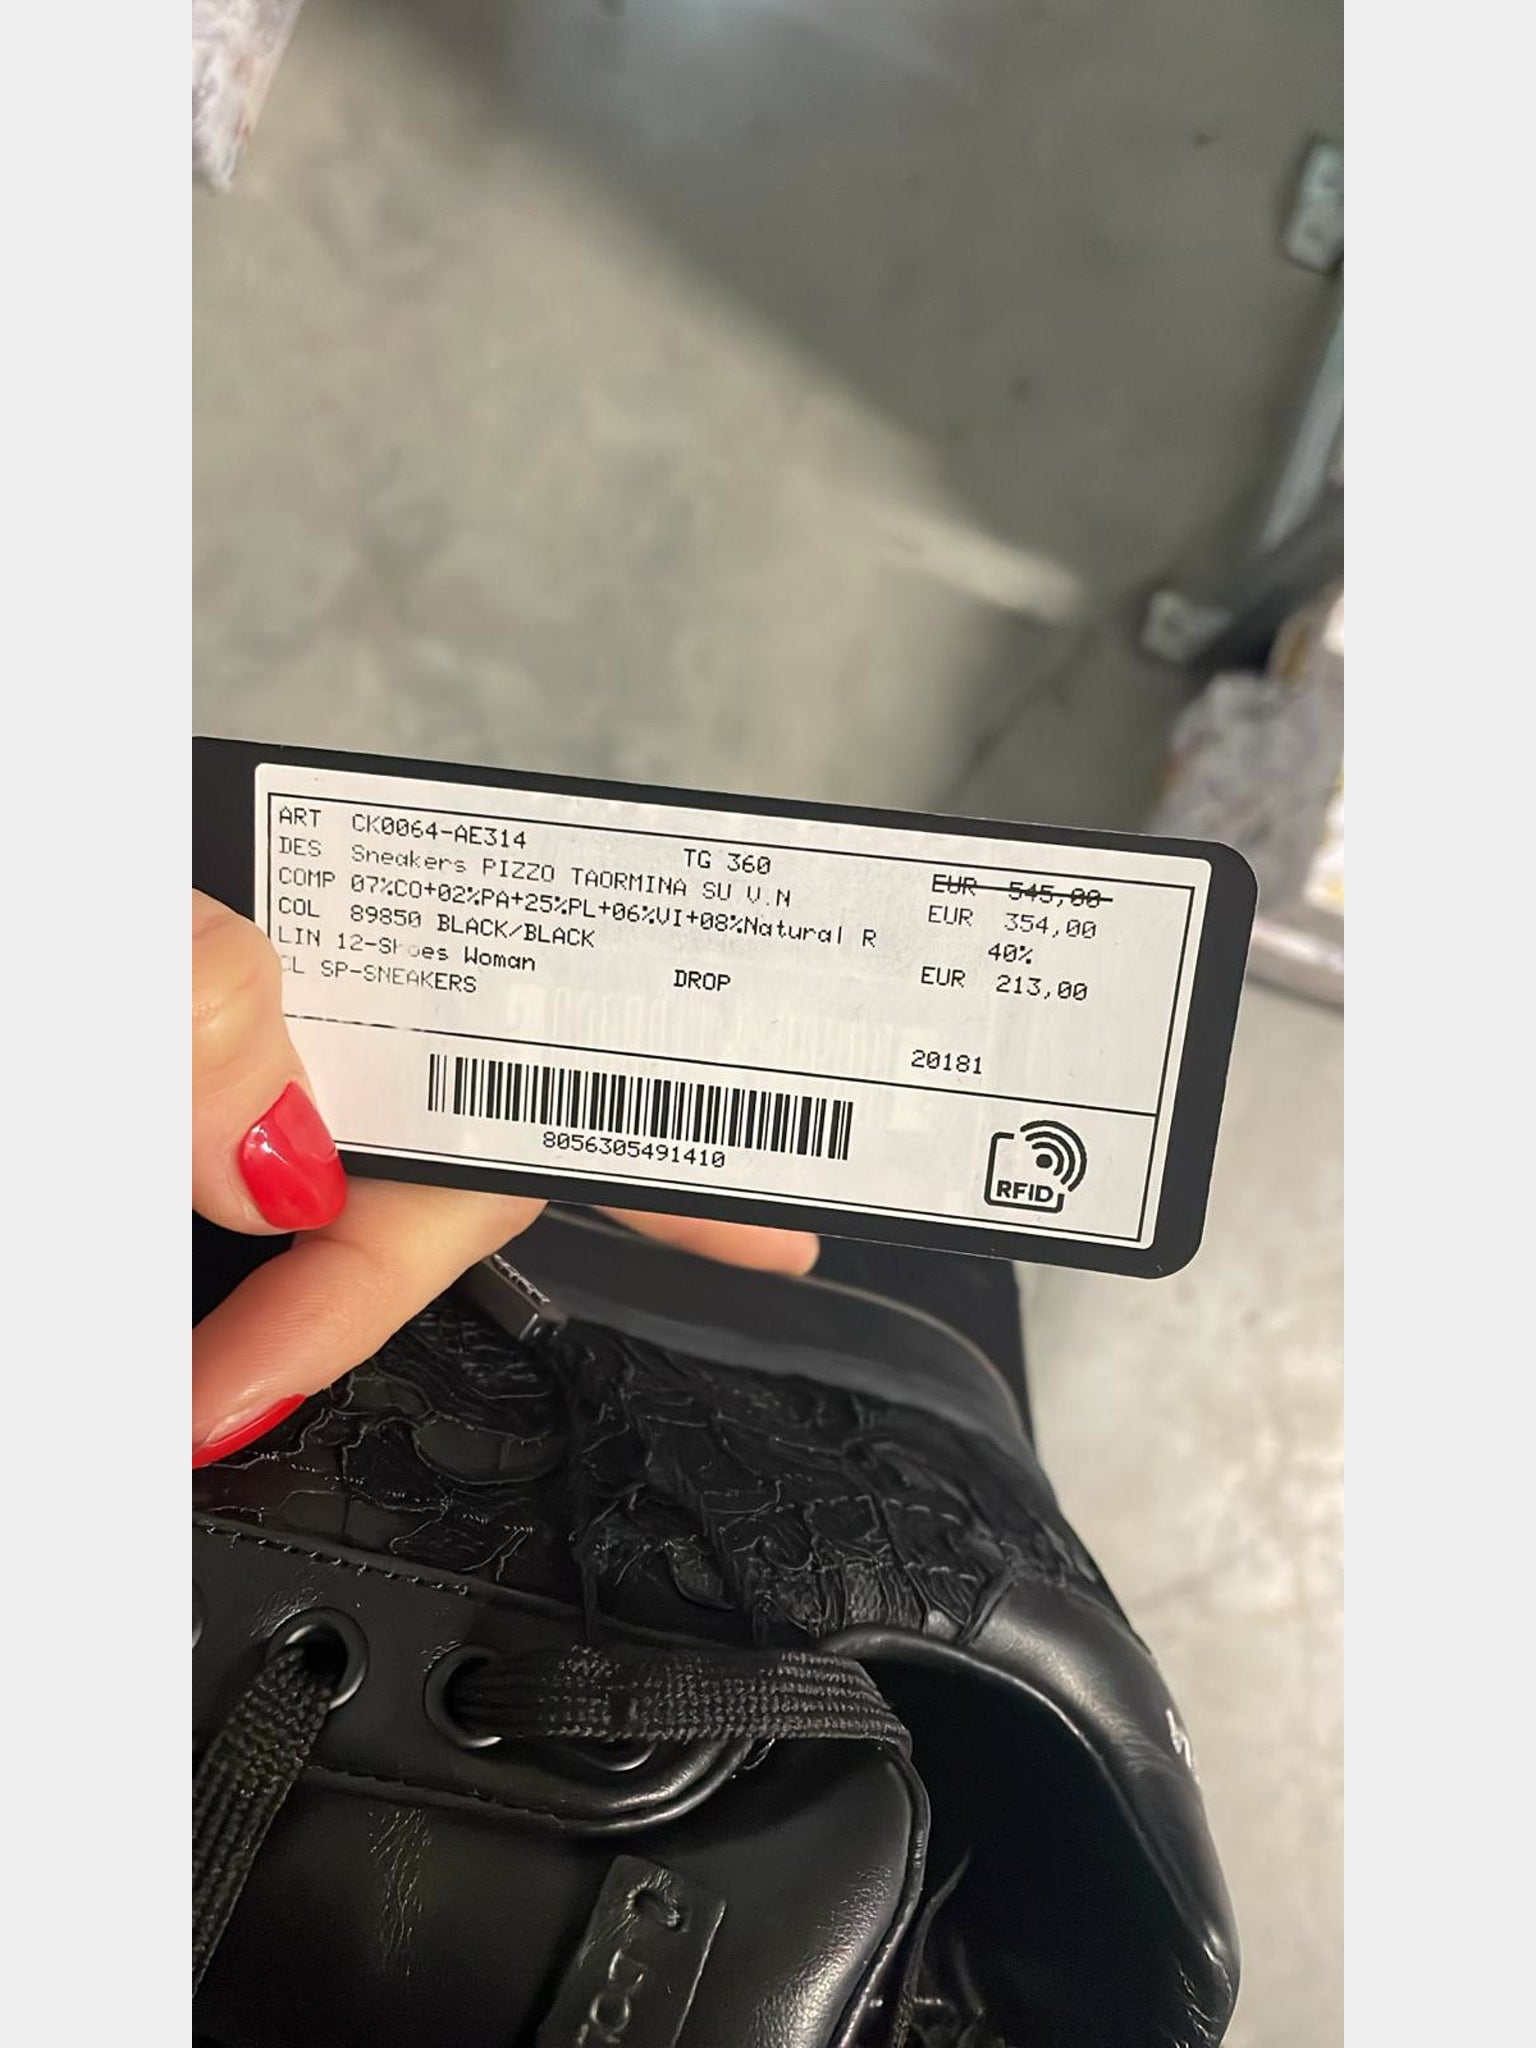 ART CK0064-AE314 TG 360 EUR 545,00
DES Sneakers PIZZO TAORMINA SU V.N EUR 354,00
COMP 07%CO+02%PA+25%PL+06%VI+08%Natural R 40%
COL 89850 BLACK/BLACK EUR 213,00
LIN 12-Shoes Woman DROP
CL SP-SNEAKERS
20181
8056305491410
RFID